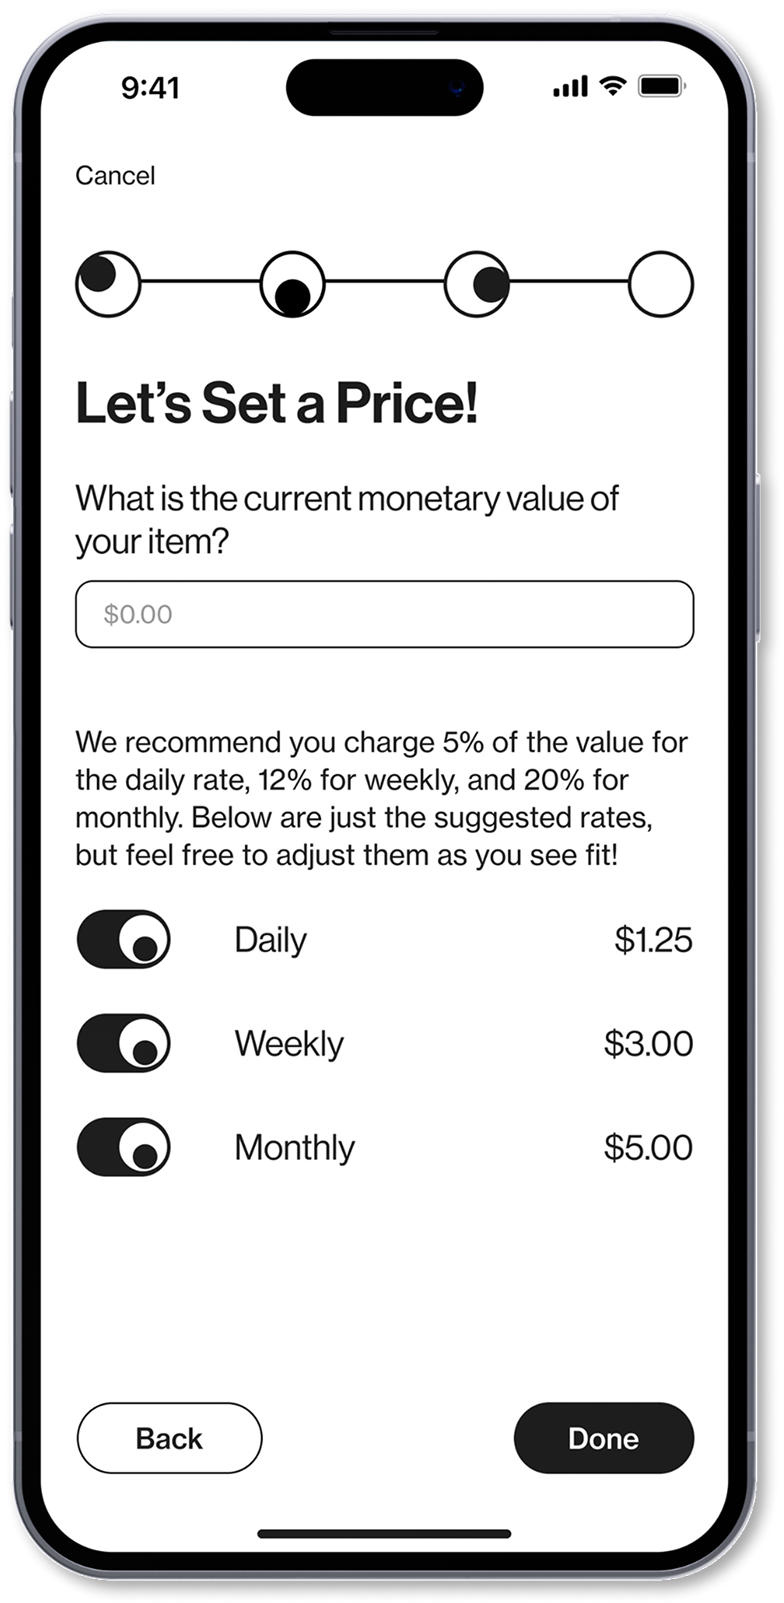 9:41
Cancel
Let’s Set a Price!
What is the current monetary value of
your item?
$0.00
We recommend you charge 5% of the value for
the daily rate, 12% for weekly, and 20% for
monthly. Below are just the suggested rates,
but feel free to adjust them as you see fit!
Daily $1.25
Weekly $3.00
Monthly $5.00
Back Done